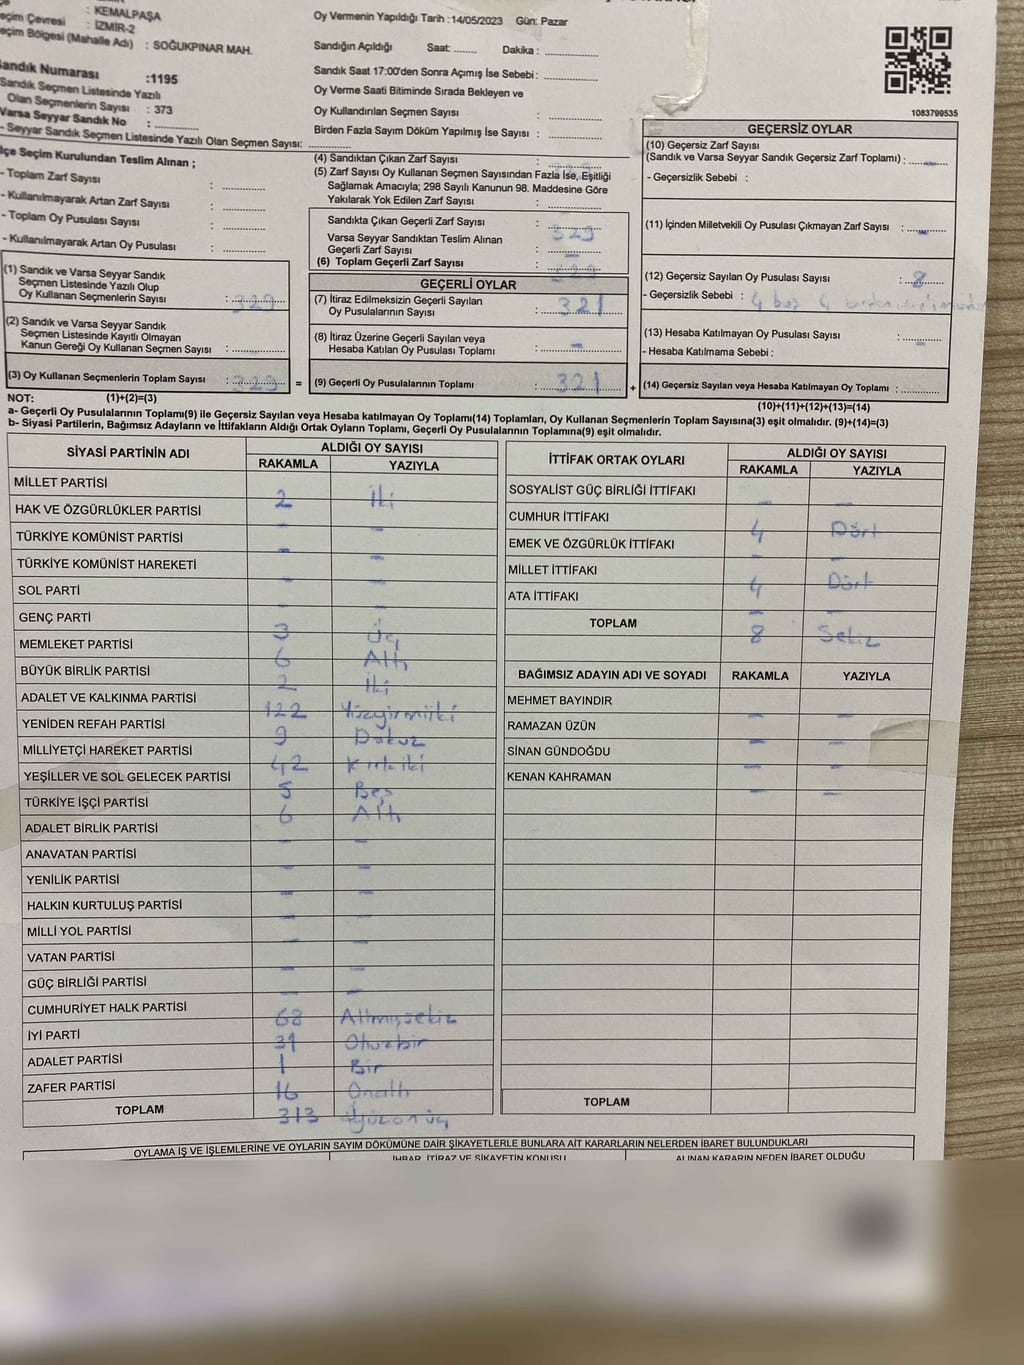 : KEMALPAŞA
Seçim Çevresi : İZMİR-2
Seçim Bölgesi (Mahalle Adı) : SOĞUKPINAR MAH.
Sandık Numarası :1195
Sandık Seçmen Listesinde Yazılı
Olan Seçmenlerin Sayısı : 373
Varsa Seyyar Sandık No :
- Seyyar Sandık Seçmen Listesinde Yazılı Olan Seçmen Sayısı:
İlçe Seçim Kurulundan Teslim Alınan ;
- Toplam Zarf Sayısı :
- Kullanılmayarak Artan Zarf Sayısı :
- Toplam Oy Pusulası Sayısı :
- Kullanılmayarak Artan Oy Pusulası :
(1) Sandık ve Varsa Seyyar Sandık
Seçmen Listesinde Yazılı Olup
Oy Kullanan Seçmenlerin Sayısı : 329
(2) Sandık ve Varsa Seyyar Sandık
Seçmen Listesinde Kayıtlı Olmayan
Kanun Gereği Oy Kullanan Seçmen Sayısı :
(3) Oy Kullanan Seçmenlerin Toplam Sayısı : 329 =
Oy Vermenin Yapıldığı Tarih :14/05/2023 Gün: Pazar
Sandığın Açıldığı Saat: Dakika :
Sandık Saat 17:00'den Sonra Açımış İse Sebebi :
Oy Verme Saati Bitiminde Sırada Bekleyen ve
Oy Kullandırılan Seçmen Sayısı :
Birden Fazla Sayım Döküm Yapılmış İse Sayısı :
(4) Sandıktan Çıkan Zarf Sayısı :
(5) Zarf Sayısı Oy Kullanan Seçmen Sayısından Fazla İse, Eşitliği
Sağlamak Amacıyla; 298 Sayılı Kanunun 98. Maddesine Göre
Yakılarak Yok Edilen Zarf Sayısı :
Sandıkta Çıkan Geçerli Zarf Sayısı : 329
Varsa Seyyar Sandıktan Teslim Alınan
Geçerli Zarf Sayısı : -
(6) Toplam Geçerli Zarf Sayısı : 329
GEÇERLİ OYLAR
(7) İtiraz Edilmeksizin Geçerli Sayılan
Oy Pusulalarının Sayısı : 321
(8) İtiraz Üzerine Geçerli Sayılan veya
Hesaba Katılan Oy Pusulası Toplamı : -
(9) Geçerli Oy Pusulalarının Toplamı : 321 +
1083799535
GEÇERSİZ OYLAR
(10) Geçersiz Zarf Sayısı
(Sandık ve Varsa Seyyar Sandık Geçersiz Zarf Toplamı) : -
- Geçersizlik Sebebi :
(11) İçinden Milletvekili Oy Pusulası Çıkmayan Zarf Sayısı : -
(12) Geçersiz Sayılan Oy Pusulası Sayısı : 8
- Geçersizlik Sebebi : 4 boş 4
(13) Hesaba Katılmayan Oy Pusulası Sayısı : -
- Hesaba Katılmama Sebebi :
(14) Geçersiz Sayılan veya Hesaba Katılmayan Oy Toplamı :
NOT: (1)+(2)=(3) (10)+(11)+(12)+(13)=(14)
a- Geçerli Oy Pusulalarının Toplamı(9) ile Geçersiz Sayılan veya Hesaba katılmayan Oy Toplamı(14) Toplamları, Oy Kullanan Seçmenlerin Toplam Sayısına(3) eşit olmalıdır. (9)+(14)=(3)
b- Siyasi Partilerin, Bağımsız Adayların ve İttifakların Aldığı Ortak Oyların Toplamı, Geçerli Oy Pusulalarının Toplamına(9) eşit olmalıdır.
SİYASİ PARTİNİN ADI ALDIĞI OY SAYISI
RAKAMLA YAZIYLA
MİLLET PARTİSİ 2 İki
HAK VE ÖZGÜRLÜKLER PARTİSİ - -
TÜRKİYE KOMÜNİST PARTİSİ - -
TÜRKİYE KOMÜNİST HAREKETİ - -
SOL PARTİ - -
GENÇ PARTİ 3 Üç
MEMLEKET PARTİSİ 6 Altı
BÜYÜK BİRLİK PARTİSİ 2 İki
ADALET VE KALKINMA PARTİSİ 122 Yüzyirmiiki
YENİDEN REFAH PARTİSİ 9 Dokuz
MİLLİYETÇİ HAREKET PARTİSİ 42 Kırkiki
YEŞİLLER VE SOL GELECEK PARTİSİ 5 Beş
TÜRKİYE İŞÇİ PARTİSİ 6 Altı
ADALET BİRLİK PARTİSİ - -
ANAVATAN PARTİSİ - -
YENİLİK PARTİSİ - -
HALKIN KURTULUŞ PARTİSİ - -
MİLLİ YOL PARTİSİ - -
VATAN PARTİSİ - -
GÜÇ BİRLİĞİ PARTİSİ - -
CUMHURİYET HALK PARTİSİ 68 Altmışsekiz
İYİ PARTİ 31 Otuzbir
ADALET PARTİSİ 1 Bir
ZAFER PARTİSİ 16 Onaltı
TOPLAM 313 Üçyüzonüç
İTTİFAK ORTAK OYLARI ALDIĞI OY SAYISI
RAKAMLA YAZIYLA
SOSYALİST GÜÇ BİRLİĞİ İTTİFAKI - -
CUMHUR İTTİFAKI 4 Dört
EMEK VE ÖZGÜRLÜK İTTİFAKI - -
MİLLET İTTİFAKI 4 Dört
ATA İTTİFAKI - -
TOPLAM 8 Sekiz
BAĞIMSIZ ADAYIN ADI VE SOYADI RAKAMLA YAZIYLA
MEHMET BAYINDIR - -
RAMAZAN ÜZÜN - -
SİNAN GÜNDOĞDU - -
KENAN KAHRAMAN - -
TOPLAM
OYLAMA İŞ VE İŞLEMLERİNE VE OYLARIN SAYIM DÖKÜMÜNE DAİR ŞİKAYETLERLE BUNLARA AİT KARARLARIN NELERDEN İBARET BULUNDUKLARI
İHBAR, İTİRAZ VE ŞİKAYETİN KONUSU ALINAN KARARIN NEDEN İBARET OLDUĞU